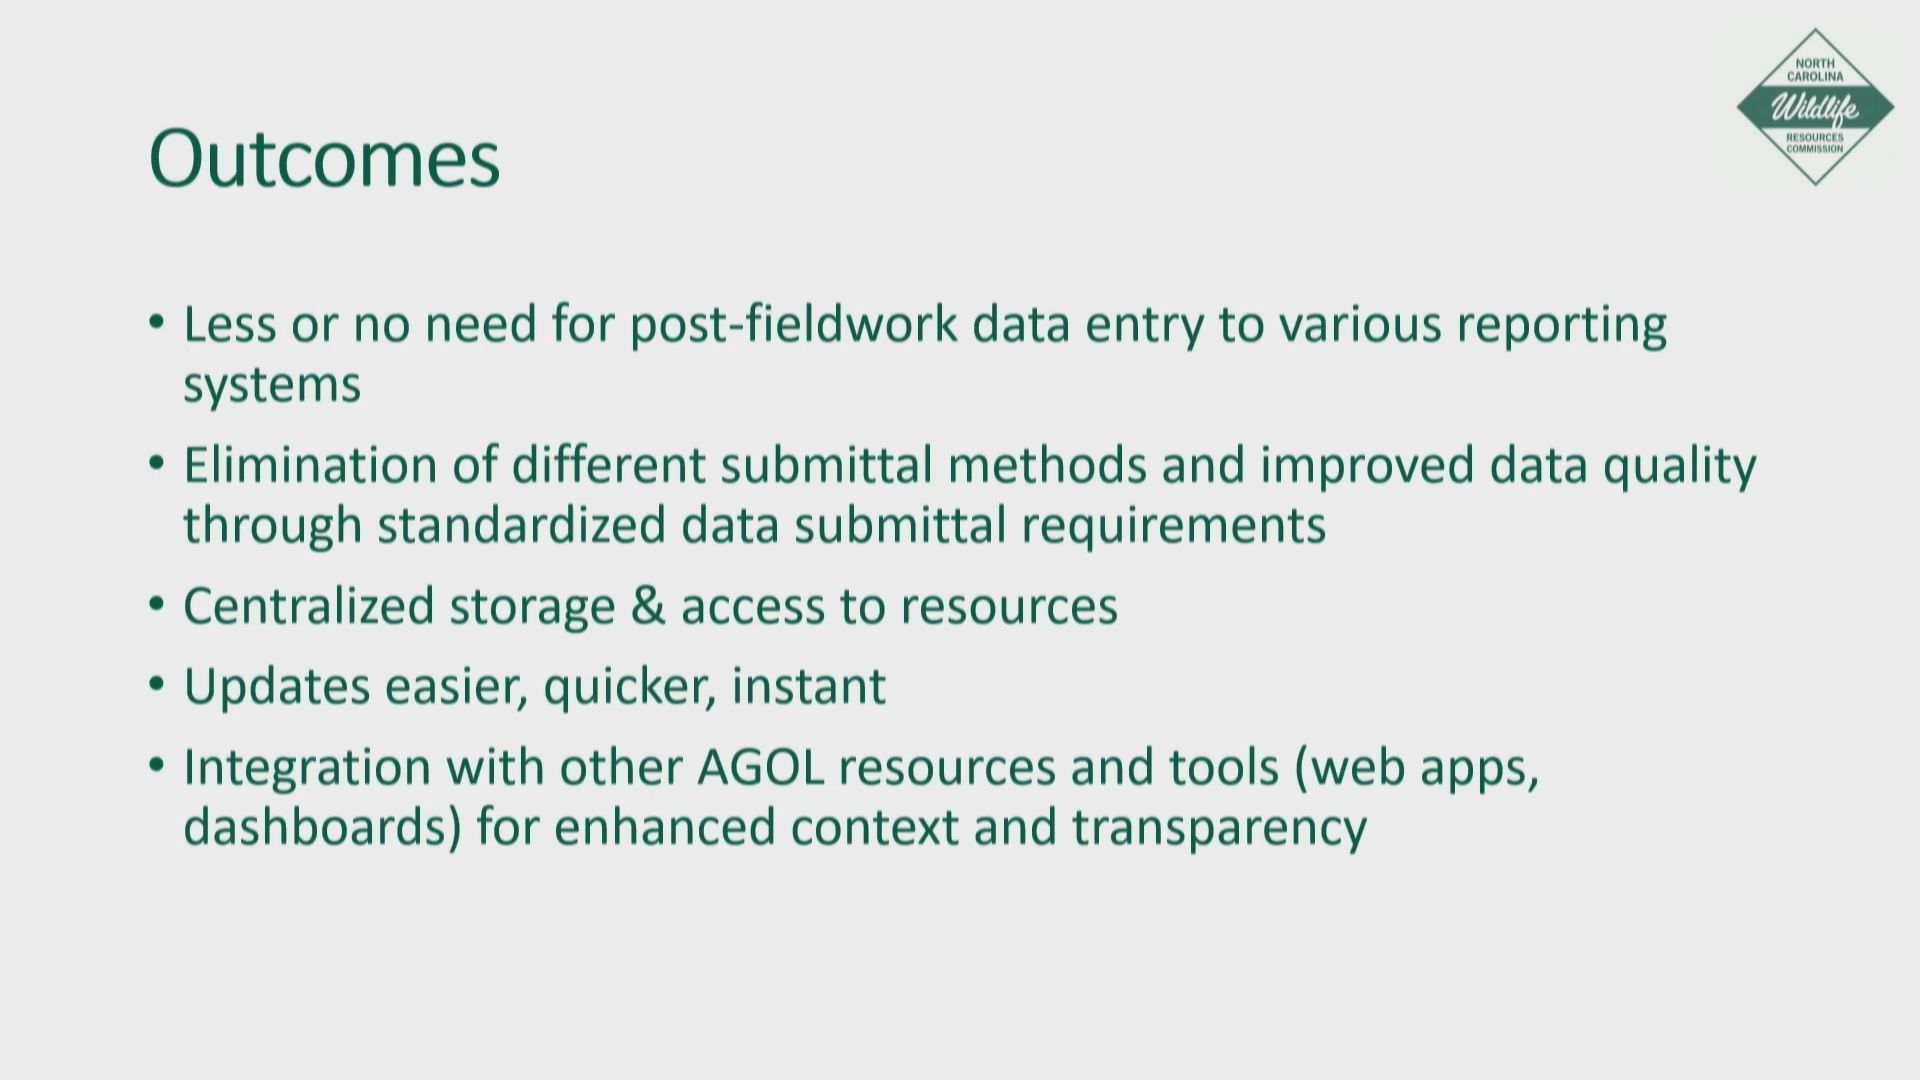 NORTH
CAROLINA
Wildlife
RESOURCES
COMMISSION
Outcomes
• Less or no need for post-fieldwork data entry to various reporting
systems
• Elimination of different submittal methods and improved data quality
through standardized data submittal requirements
• Centralized storage & access to resources
• Updates easier, quicker, instant
• Integration with other AGOL resources and tools (web apps,
dashboards) for enhanced context and transparency